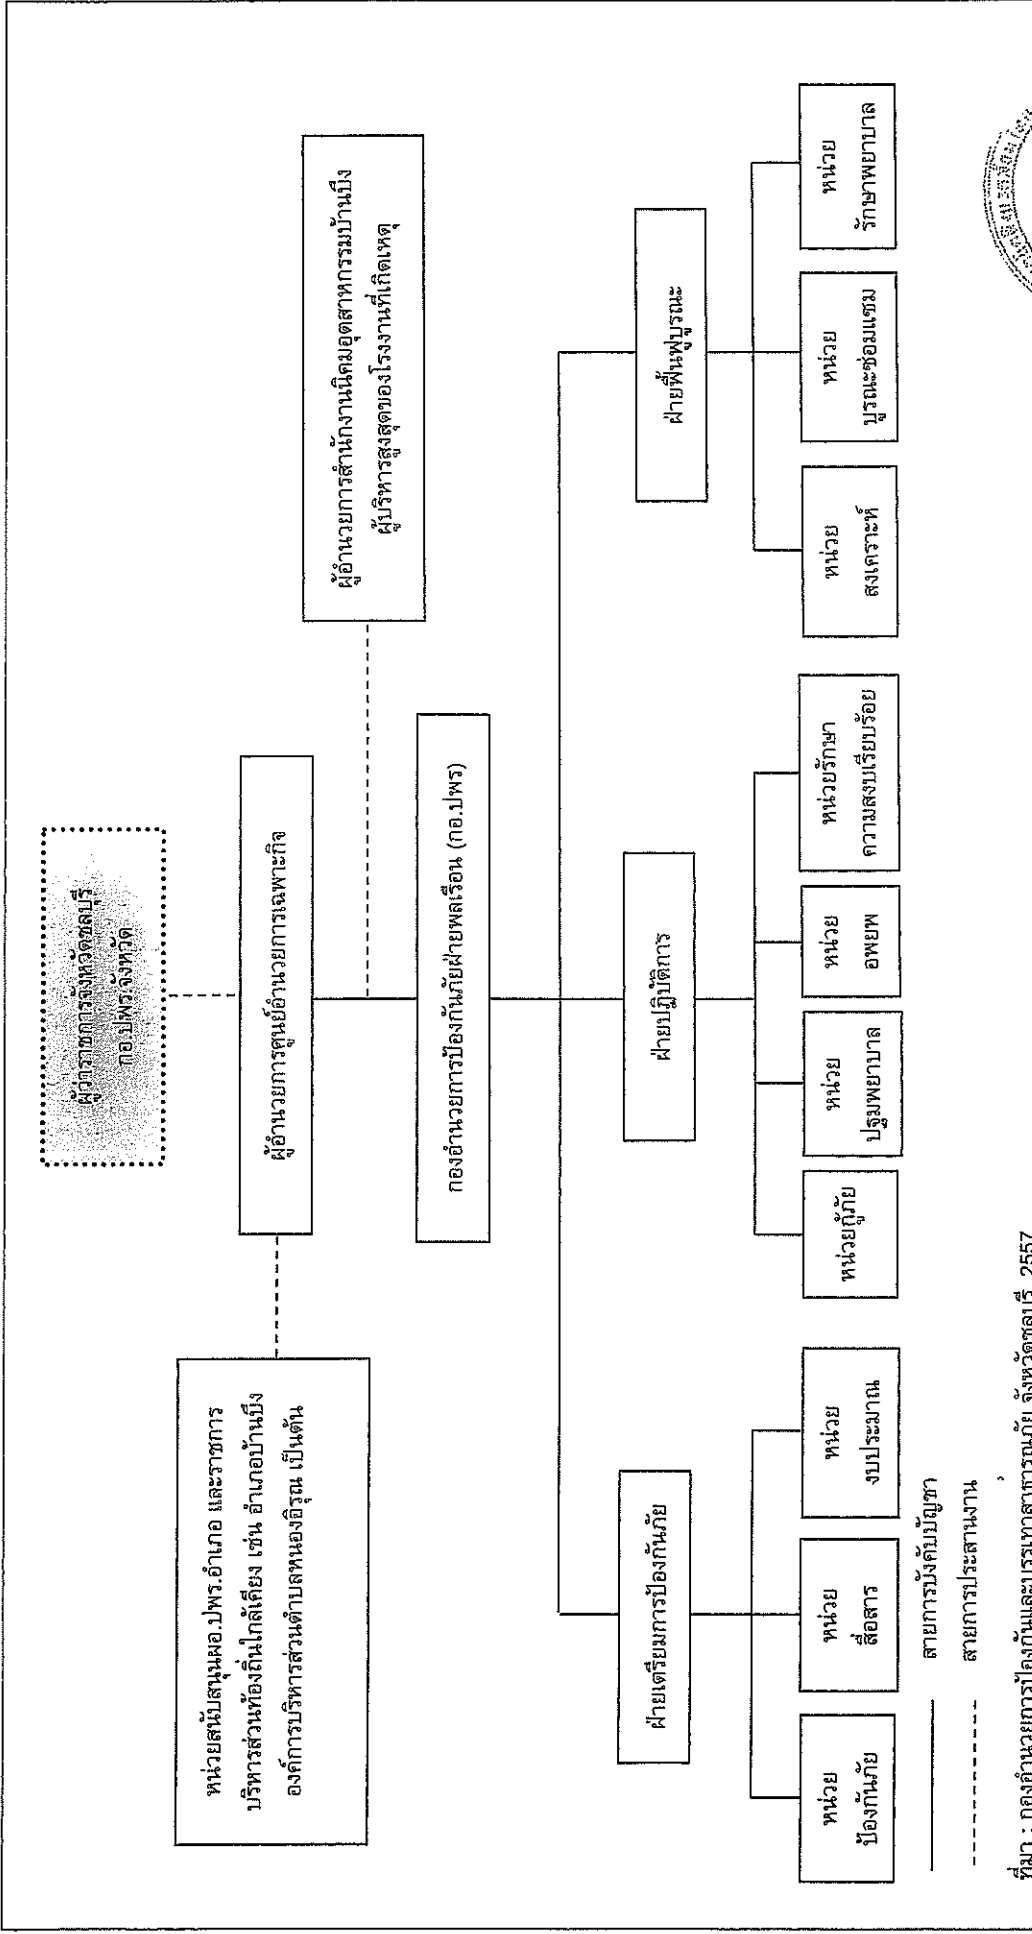 ผู้ว่าราชการจังหวัดชลบุรี
กอ.ปพร.จังหวัด
ผู้อำนวยการศูนย์อำนวยการเฉพาะกิจ
หน่วยสนับสนุนผอ.ปพร.อำเภอ และราชการ
บริหารส่วนท้องถิ่นใกล้เคียง เช่น อำเภอบ้านบึง
องค์การบริหารส่วนตำบลหนองอิรุณ เป็นต้น
ผู้อำนวยการสำนักงานนิคมอุตสาหกรรมบ้านบึง
ผู้บริหารสูงสุดของโรงงานที่เกิดเหตุ
กองอำนวยการป้องกันภัยฝ่ายพลเรือน (กอ.ปพร)
ฝ่ายเตรียมการป้องกันภัย
ฝ่ายปฏิบัติการ
ฝ่ายฟื้นฟูบูรณะ
หน่วย
ป้องกันภัย
หน่วย
สื่อสาร
หน่วย
งบประมาณ
หน่วยกู้ภัย
หน่วย
ปฐมพยาบาล
หน่วย
อพยพ
หน่วยรักษา
ความสงบเรียบร้อย
หน่วย
สงเคราะห์
หน่วย
บูรณะซ่อมแซม
หน่วย
รักษาพยาบาล
สายการบังคับบัญชา
สายการประสานงาน
ที่มา : กองอำนวยการป้องกันและบรรเทาสาธารณภัย จังหวัดชลบุรี, 2557